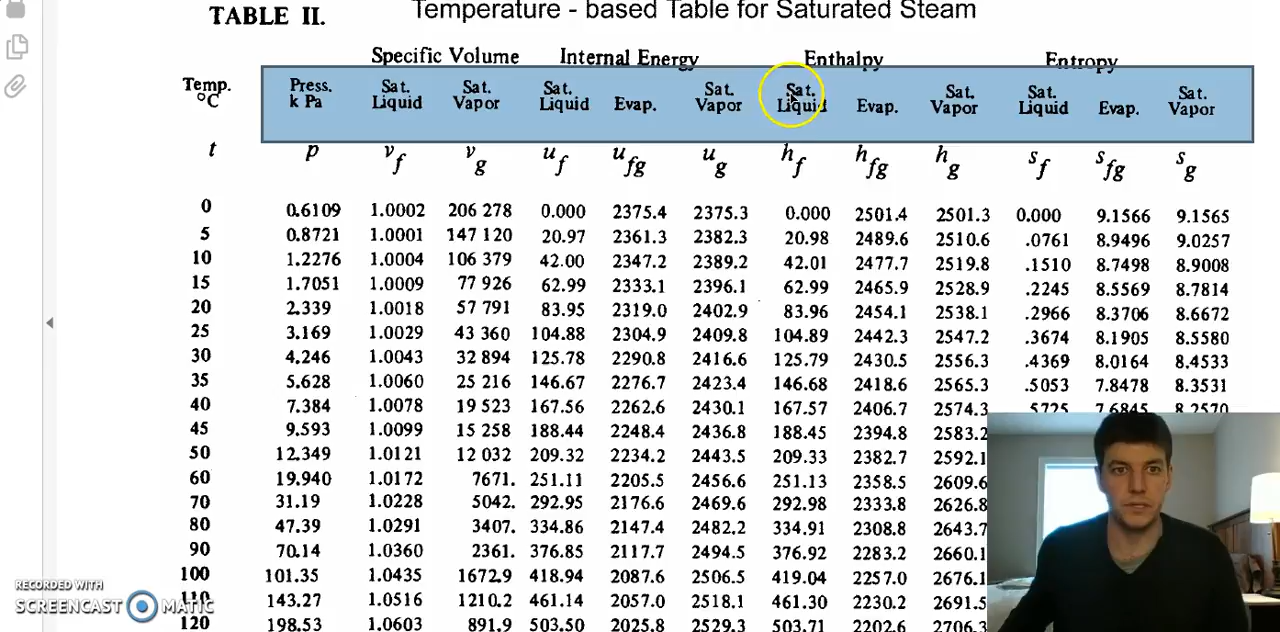 Temperature - based Table for Saturated Steam
TABLE II.
Specific Volume Internal Energy Enthalpy Entropy
Temp. Press. Sat. Sat. Sat. Evap. Sat. Sat. Evap. Sat. Sat. Evap. Sat.
°C k Pa Liquid Vapor Liquid Vapor Liquid Vapor Liquid Vapor
t p v f v g u f u fg u g h f h fg h g s f s fg s g
0 0.6109 1.0002 206 278 0.000 2375.4 2375.3 0.000 2501.4 2501.3 0.000 9.1566 9.1565
5 0.8721 1.0001 147 120 20.97 2361.3 2382.3 20.98 2489.6 2510.6 .0761 8.9496 9.0257
10 1.2276 1.0004 106 379 42.00 2347.2 2389.2 42.01 2477.7 2519.8 .1510 8.7498 8.9008
15 1.7051 1.0009 77 926 62.99 2333.1 2396.1 62.99 2465.9 2528.9 .2245 8.5569 8.7814
20 2.339 1.0018 57 791 83.95 2319.0 2402.9 83.96 2454.1 2538.1 .2966 8.3706 8.6672
25 3.169 1.0029 43 360 104.88 2304.9 2409.8 104.89 2442.3 2547.2 .3674 8.1905 8.5580
30 4.246 1.0043 32 894 125.78 2290.8 2416.6 125.79 2430.5 2556.3 .4369 8.0164 8.4533
35 5.628 1.0060 25 216 146.67 2276.7 2423.4 146.68 2418.6 2565.3 .5053 7.8478 8.3531
40 7.384 1.0078 19 523 167.56 2262.6 2430.1 167.57 2406.7 2574.3 .5725 7.6845 8.2570
45 9.593 1.0099 15 258 188.44 2248.4 2436.8 188.45 2394.8 2583.2
50 12.349 1.0121 12 032 209.32 2234.2 2443.5 209.33 2382.7 2592.1
60 19.940 1.0172 7671. 251.11 2205.5 2456.6 251.13 2358.5 2609.6
70 31.19 1.0228 5042. 292.95 2176.6 2469.6 292.98 2333.8 2626.8
80 47.39 1.0291 3407. 334.86 2147.4 2482.2 334.91 2308.8 2643.7
90 70.14 1.0360 2361. 376.85 2117.7 2494.5 376.92 2283.2 2660.1
100 101.35 1.0435 1672.9 418.94 2087.6 2506.5 419.04 2257.0 2676.1
110 143.27 1.0516 1210.2 461.14 2057.0 2518.1 461.30 2230.2 2691.5
120 198.53 1.0603 891.9 503.50 2025.8 2529.3 503.71 2202.6 2706.3
RECORDED WITH
SCREENCAST MATIC